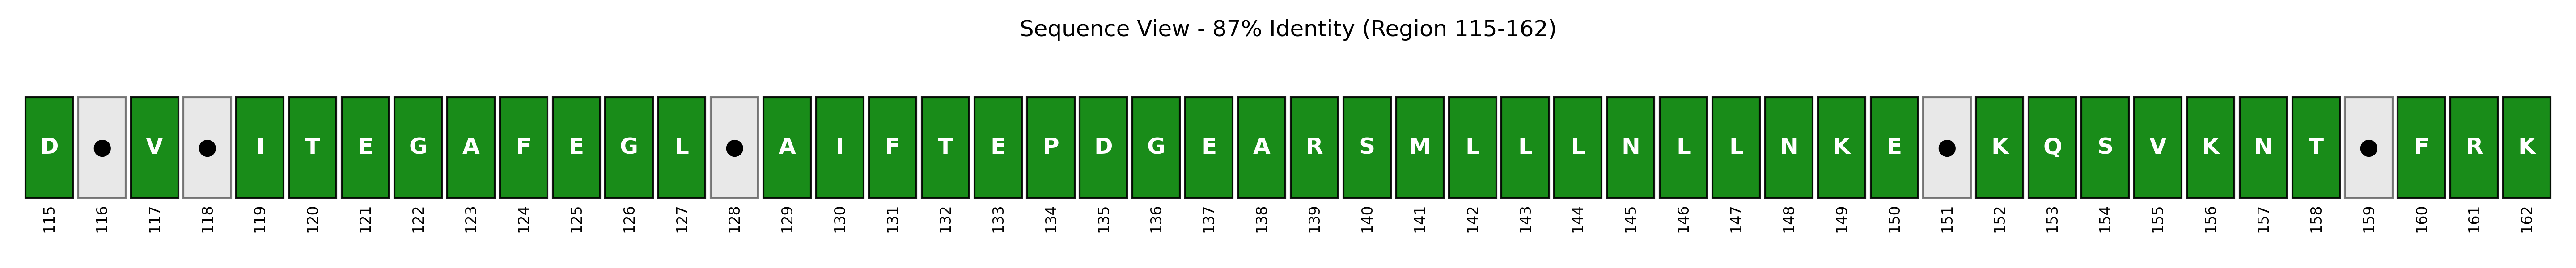 Sequence View - 87% Identity (Region 115-162)
D ● V ● I T E G A F E G L ● A I F T E P D G E A R S M L L L N L L N K E ● K Q S V K N T ● F R K
115 116 117 118 119 120 121 122 123 124 125 126 127 128 129 130 131 132 133 134 135 136 137 138 139 140 141 142 143 144 145 146 147 148 149 150 151 152 153 154 155 156 157 158 159 160 161 162